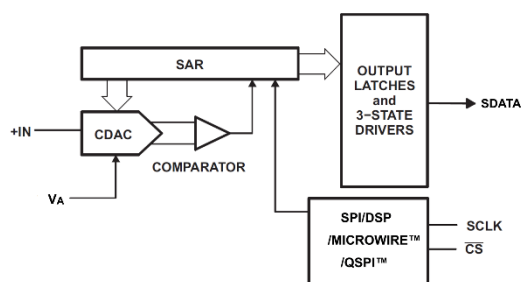 SAR
OUTPUT
LATCHES
and
3−STATE
DRIVERS
SDATA
+IN
CDAC
COMPARATOR
VA
SPI/DSP
/MICROWIRE™
/QSPI™
SCLK
CS